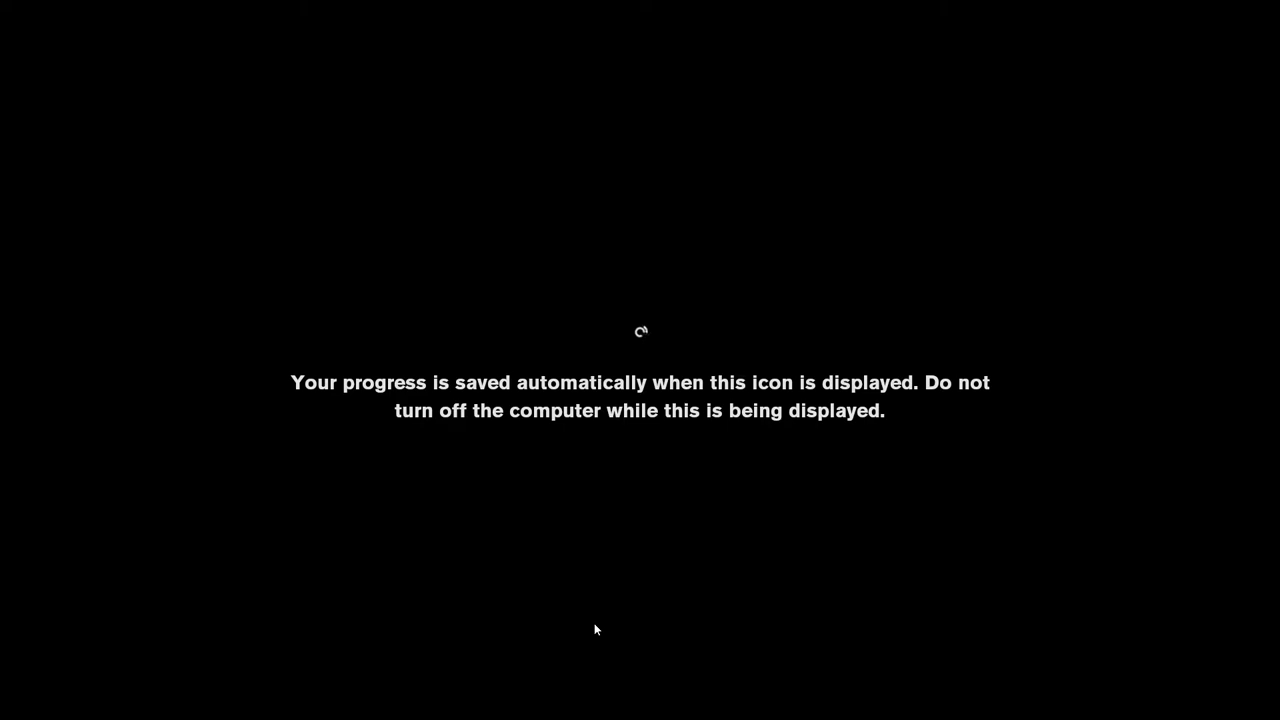 Your progress is saved automatically when this icon is displayed. Do not
turn off the computer while this is being displayed.